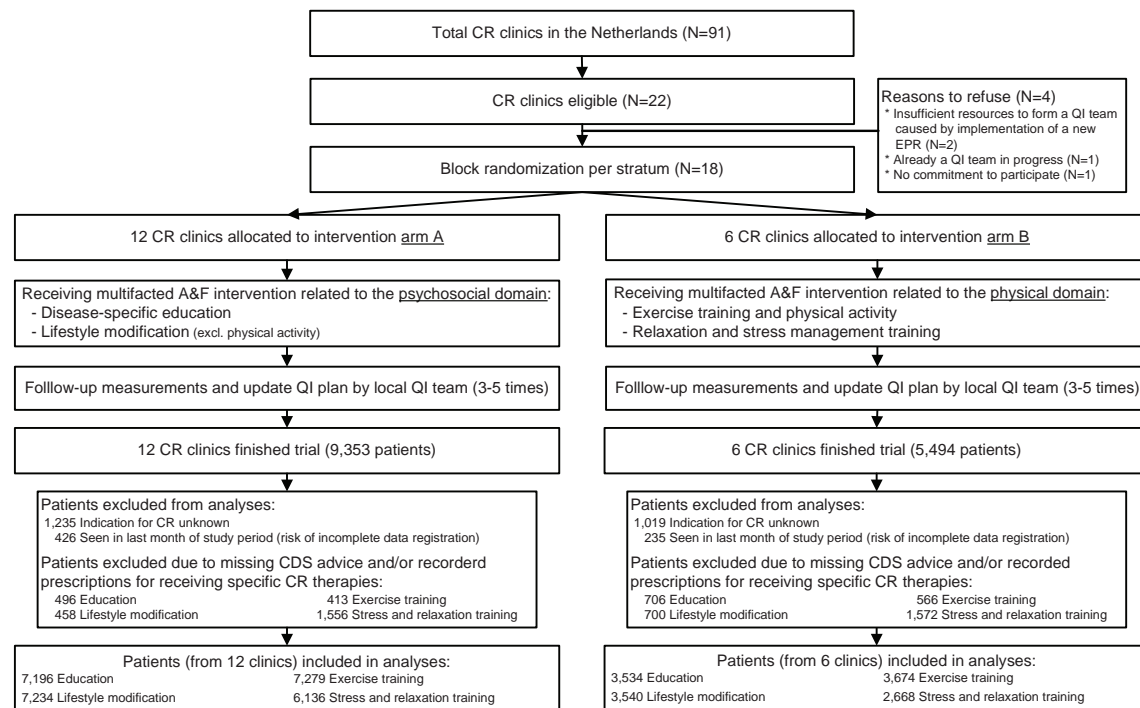 Total CR clinics in the Netherlands (N=91)
CR clinics eligible (N=22)
Reasons to refuse (N=4)
* Insufficient resources to form a QI team
caused by implementation of a new
EPR (N=2)
* Already a QI team in progress (N=1)
* No commitment to participate (N=1)
Block randomization per stratum (N=18)
12 CR clinics allocated to intervention arm A
Receiving multifacted A&F intervention related to the psychosocial domain:
- Disease-specific education
- Lifestyle modification (excl. physical activity)
Folllow-up measurements and update QI plan by local QI team (3-5 times)
12 CR clinics finished trial (9,353 patients)
Patients excluded from analyses:
1,235 Indication for CR unknown
426 Seen in last month of study period (risk of incomplete data registration)
Patients excluded due to missing CDS advice and/or recorderd
prescriptions for receiving specific CR therapies:
496 Education 413 Exercise training
458 Lifestyle modification 1,556 Stress and relaxation training
Patients (from 12 clinics) included in analyses:
7,196 Education 7,279 Exercise training
7,234 Lifestyle modification 6,136 Stress and relaxation training
6 CR clinics allocated to intervention arm B
Receiving multifacted A&F intervention related to the physical domain:
- Exercise training and physical activity
- Relaxation and stress management training
Folllow-up measurements and update QI plan by local QI team (3-5 times)
6 CR clinics finished trial (5,494 patients)
Patients excluded from analyses:
1,019 Indication for CR unknown
235 Seen in last month of study period (risk of incomplete data registration)
Patients excluded due to missing CDS advice and/or recorded
prescriptions for receiving specific CR therapies:
706 Education 566 Exercise training
700 Lifestyle modification 1,572 Stress and relaxation training
Patients (from 6 clinics) included in analyses:
3,534 Education 3,674 Exercise training
3,540 Lifestyle modification 2,668 Stress and relaxation training